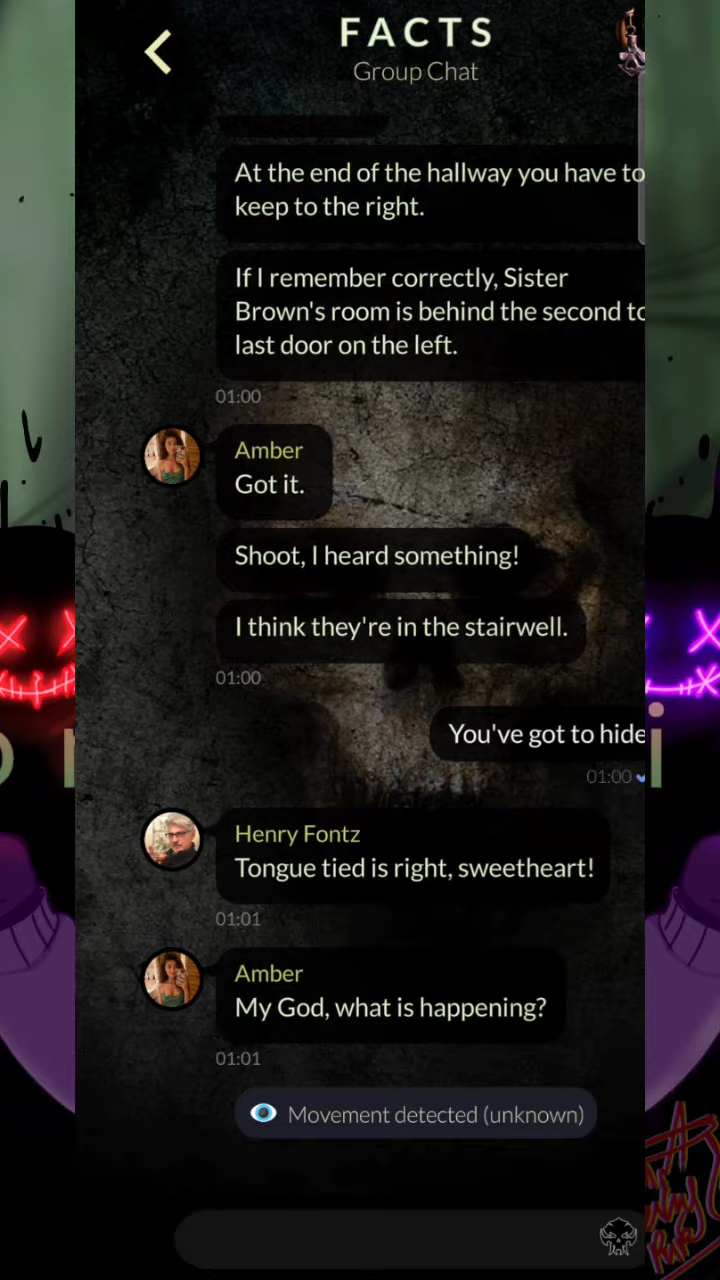 FACTS
Group Chat
At the end of the hallway you have to
keep to the right.
If I remember correctly, Sister
Brown's room is behind the second to
last door on the left.
01:00
Amber
Got it.
Shoot, I heard something!
I think they're in the stairwell.
01:00
You've got to hide
01:00
Henry Fontz
Tongue tied is right, sweetheart!
01:01
Amber
My God, what is happening?
01:01
Movement detected (unknown)